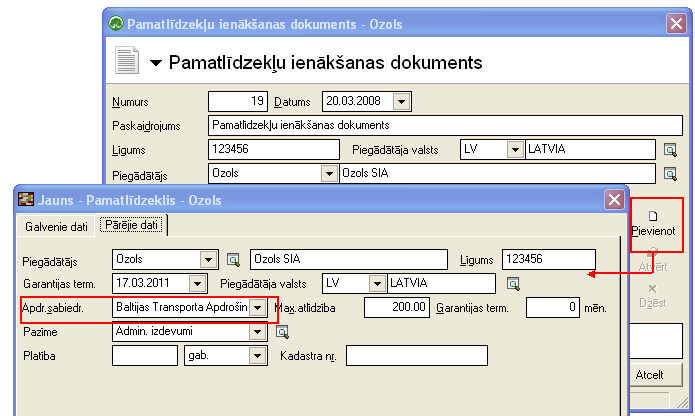 Pamatlīdzekļu ienākšanas dokuments - Ozols
Pamatlīdzekļu ienākšanas dokuments
Numurs 19 Datums 20.03.2008
Paskaidrojums Pamatlīdzekļu ienākšanas dokuments
Līgums 123456 Piegādātāja valsts LV LATVIA
Piegādātājs Ozols Ozols SIA
Pievienot
Atvērt
Dzēst
Atcelt
Jauns - Pamatlīdzeklis - Ozols
Galvenie dati Pārējie dati
Piegādātājs Ozols Ozols SIA Līgums 123456
Garantijas term. 17.03.2011 Piegādātāja valsts LV LATVIA
Apdr.sabiedr. Baltijas Transporta Apdrošin Max.atlīdzība 200.00 Garantijas term. 0 mēn.
Pazīme Admin. izdevumi
Platība gab. Kadastra nr.